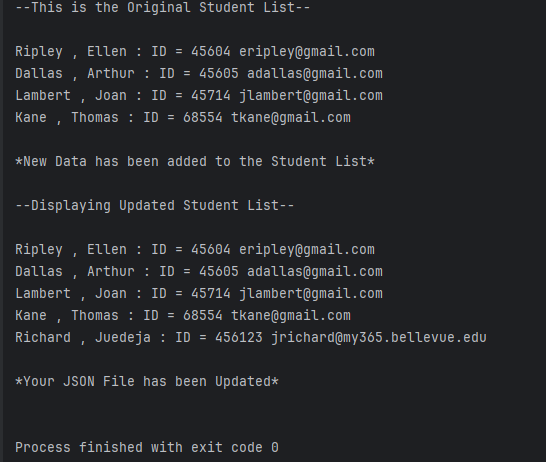 --This is the Original Student List--
Ripley , Ellen : ID = 45604 eripley@gmail.com
Dallas , Arthur : ID = 45605 adallas@gmail.com
Lambert , Joan : ID = 45714 jlambert@gmail.com
Kane , Thomas : ID = 68554 tkane@gmail.com
*New Data has been added to the Student List*
--Displaying Updated Student List--
Ripley , Ellen : ID = 45604 eripley@gmail.com
Dallas , Arthur : ID = 45605 adallas@gmail.com
Lambert , Joan : ID = 45714 jlambert@gmail.com
Kane , Thomas : ID = 68554 tkane@gmail.com
Richard , Juedeja : ID = 456123 jrichard@my365.bellevue.edu
*Your JSON File has been Updated*
Process finished with exit code 0